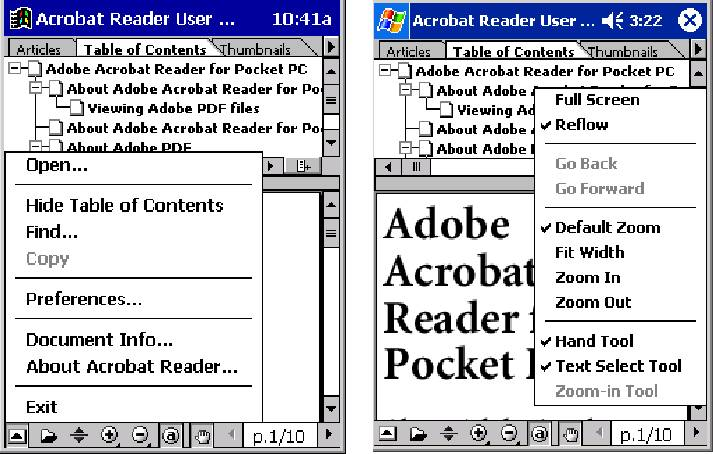 Acrobat Reader User ... 10:41a
Articles Table of Contents Thumbnails
Adobe Acrobat Reader for Pocket PC
About Adobe Acrobat Reader for Po
Viewing Adobe PDF files
About Adobe Acrobat Reader for Po
About Adobe PDF
Open...
Hide Table of Contents
Find...
Copy
Preferences...
Document Info...
About Acrobat Reader...
Exit
p.1/10
Acrobat Reader User ... 3:22
Articles Table of Contents Thumbnails
Adobe Acrobat Reader for Pocket PC
About Adobe A
Viewing Ad
About Adobe A
About Adobe
Full Screen
Reflow
Go Back
Go Forward
Default Zoom
Fit Width
Zoom In
Zoom Out
Hand Tool
Text Select Tool
Zoom-in Tool
Adobe
Acrobat
Reader
Pocket
p.1/10